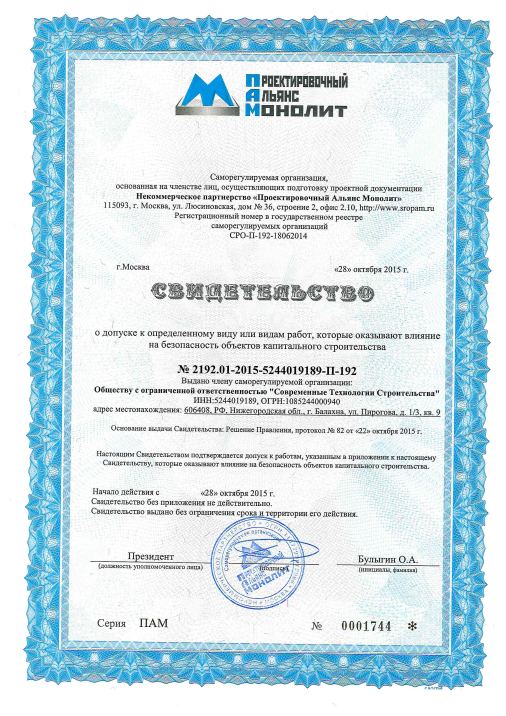 ПРОЕКТИРОВОЧНЫЙ
АЛЬЯНС
МОНОЛИТ
Саморегулируемая организация,
основанная на членстве лиц, осуществляющих подготовку проектной документации
Некоммерческое партнерство «Проектировочный Альянс Монолит»
115093, г. Москва, ул. Люсиновская, дом № 36, строение 2, офис 2.10, http://www.sropam.ru
Регистрационный номер в государственном реестре
саморегулируемых организаций
СРО-П-192-18062014
г.Москва «28» октября 2015 г.
СВИДЕТЕЛЬСТВО
о допуске к определенному виду или видам работ, которые оказывают влияние
на безопасность объектов капитального строительства
№ 2192.01-2015-5244019189-П-192
Выдано члену саморегулируемой организации:
Обществу с ограниченной ответственностью "Современные Технологии Строительства"
ИНН:5244019189, ОГРН:1085244000940
адрес местонахождения: 606408, РФ, Нижегородская обл., г. Балахна, ул. Пирогова, д. 1/3, кв. 9
Основание выдачи Свидетельства: Решение Правления, протокол № 82 от «22» октября 2015 г.
Настоящим Свидетельством подтверждается допуск к работам, указанным в приложении к настоящему
Свидетельству, которые оказывают влияние на безопасность объектов капитального строительства.
Начало действия с «28» октября 2015 г.
Свидетельство без приложения не действительно.
Свидетельство выдано без ограничения срока и территории его действия.
Президент Булыгин О.А.
(должность уполномоченного лица) (подпись) (инициалы, фамилия)
ПРОЕКТИРОВОЧНЫЙ
АЛЬЯНС
МОНОЛИТ
Серия ПАМ № 0001744 *